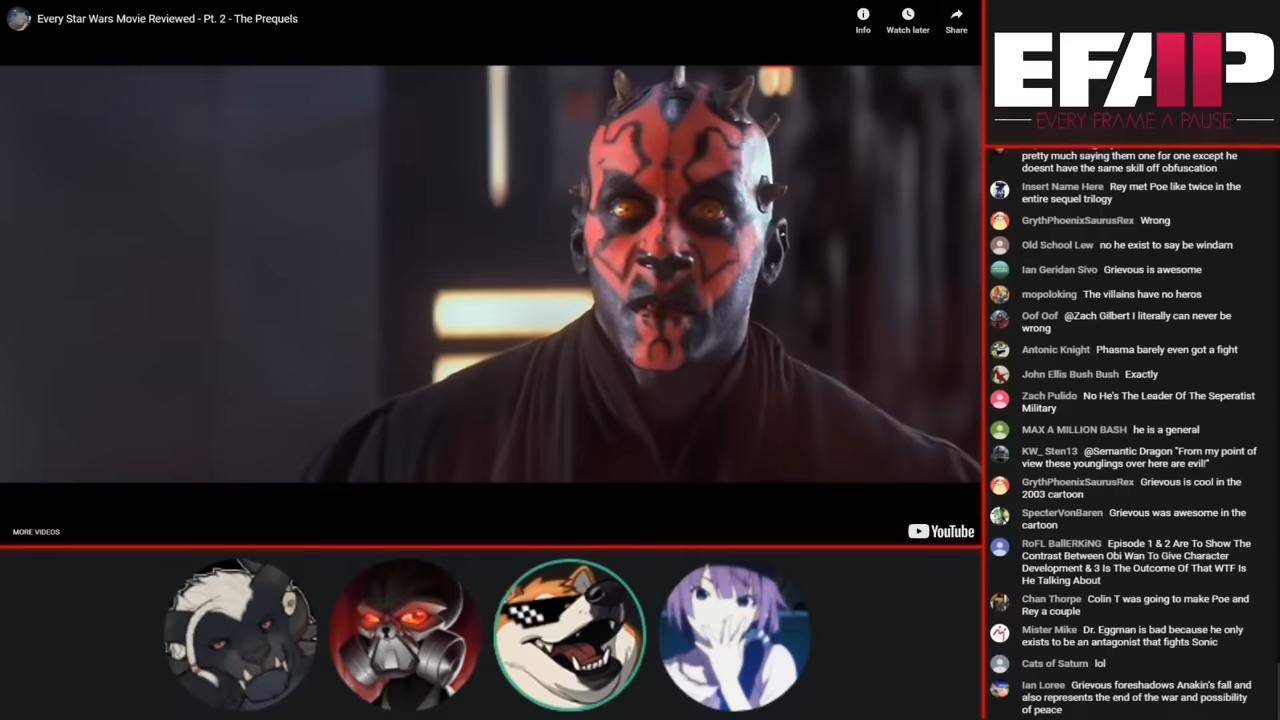 Every Star Wars Movie Reviewed - Pt. 2 - The Prequels
Info
Watch later
Share
MORE VIDEOS
YouTube
EFAP
EVERY FRAME A PAUSE
pretty much saying them one for one except he
doesnt have the same skill off obfuscation
Insert Name Here Rey met Poe like twice in the
entire sequel trilogy
GrythPhoenixSaurusRex Wrong
Old School Lew no he exist to say be windam
Ian Geridan Sivo Grievous is awesome
mopoloking The villains have no heros
Oof Oof @Zach Gilbert I literally can never be
wrong
Antonic Knight Phasma barely even got a fight
John Ellis Bush Bush Exactly
Zach Pulido No He's The Leader Of The Seperatist
Military
MAX A MILLION BASH he is a general
KW_ Sten13 @Semantic Dragon "From my point of
view these younglings over here are evil!"
GrythPhoenixSaurusRex Grievous is cool in the
2003 cartoon
SpecterVonBaren Grievous was awesome in the
cartoon
RoFL BallERKiNG Episode 1 & 2 Are To Show The
Contrast Between Obi Wan To Give Character
Development & 3 Is The Outcome Of That WTF Is
He Talking About
Chan Thorpe Colin T was going to make Poe and
Rey a couple
Mister Mike Dr. Eggman is bad because he only
exists to be an antagonist that fights Sonic
Cats of Saturn lol
Ian Loree Grievous foreshadows Anakin's fall and
also represents the end of the war and possibility
of peace